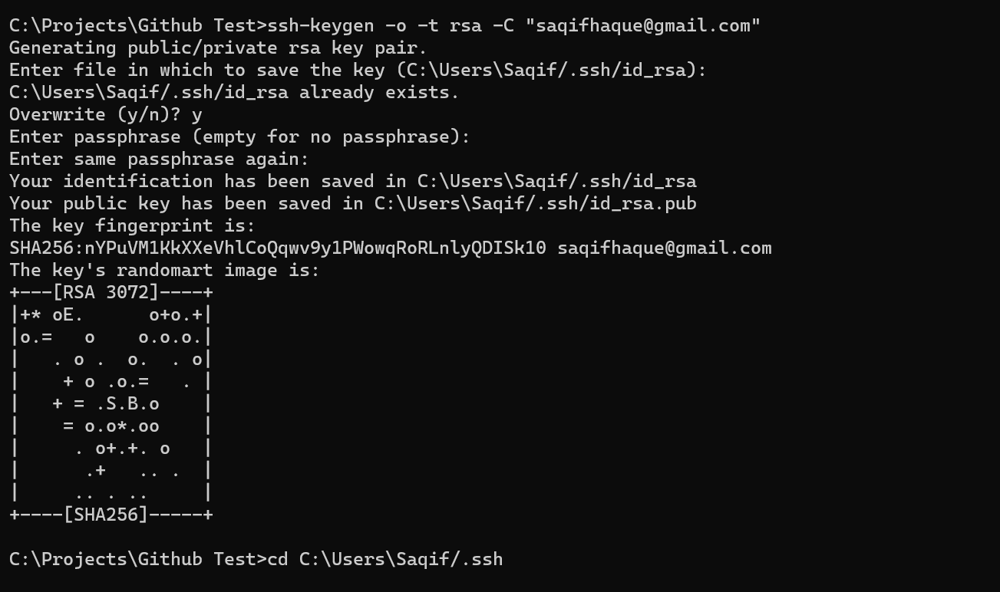 C:\Projects\Github Test>ssh-keygen -o -t rsa -C "saqifhaque@gmail.com"
Generating public/private rsa key pair.
Enter file in which to save the key (C:\Users\Saqif/.ssh/id_rsa):
C:\Users\Saqif/.ssh/id_rsa already exists.
Overwrite (y/n)? y
Enter passphrase (empty for no passphrase):
Enter same passphrase again:
Your identification has been saved in C:\Users\Saqif/.ssh/id_rsa
Your public key has been saved in C:\Users\Saqif/.ssh/id_rsa.pub
The key fingerprint is:
SHA256:nYPuVM1KkXXeVhlCoQqwv9y1PWowqRoRLnlyQDISk10 saqifhaque@gmail.com
The key's randomart image is:
+---[RSA 3072]----+
|+* oE.      o+o.+|
|o.=   o    o.o.o.|
|   . o .  o.  . o|
|    + o .o.=   . |
|   + = .S.B.o    |
|    = o.o*.oo    |
|     . o+.+. o   |
|      .+   .. .  |
|     .. . ..     |
+----[SHA256]-----+
C:\Projects\Github Test>cd C:\Users\Saqif/.ssh